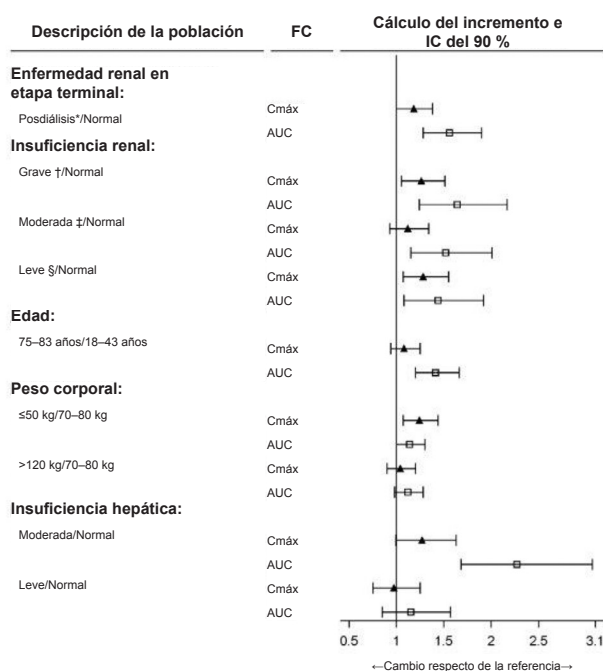 Descripción de la población FC Cálculo del incremento e
IC del 90 %
Enfermedad renal en
etapa terminal:
Posdiálisis*/Normal Cmáx
AUC
Insuficiencia renal:
Grave †/Normal Cmáx
AUC
Moderada ‡/Normal Cmáx
AUC
Leve §/Normal Cmáx
AUC
Edad:
75–83 años/18–43 años Cmáx
AUC
Peso corporal:
≤50 kg/70–80 kg Cmáx
AUC
>120 kg/70–80 kg Cmáx
AUC
Insuficiencia hepática:
Moderada/Normal Cmáx
AUC
Leve/Normal Cmáx
AUC
0.5 1 1.5 2 2.5 3.1
←Cambio respecto de la referencia→